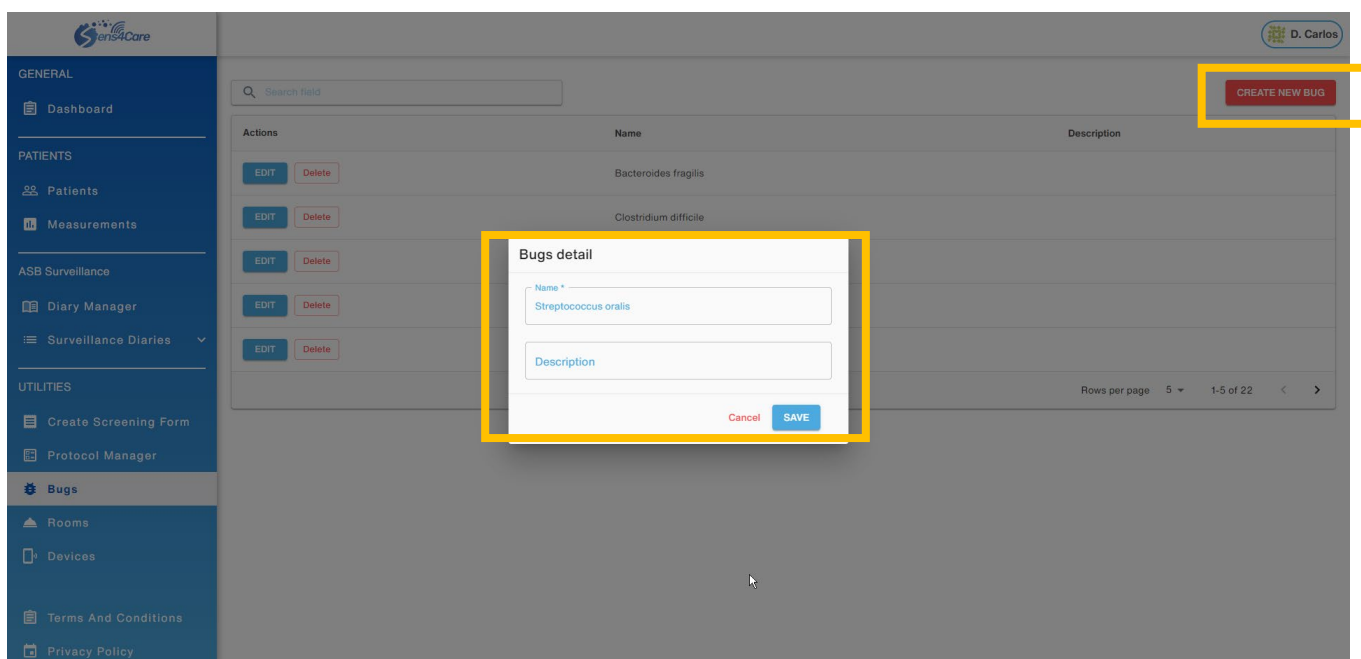 Sens4Care
D. Carlos
GENERAL
Dashboard
PATIENTS
Patients
Measurements
ASB Surveillance
Diary Manager
Surveillance Diaries
UTILITIES
Create Screening Form
Protocol Manager
Bugs
Rooms
Devices
Terms And Conditions
Privacy Policy
Search field
CREATE NEW BUG
Actions Name Description
EDIT Delete Bacteroides fragilis
EDIT Delete Clostridium difficile
EDIT Delete
EDIT Delete
EDIT Delete
Rows per page 5 1-5 of 22
Bugs detail
Name *
Streptococcus oralis
Description
Cancel SAVE